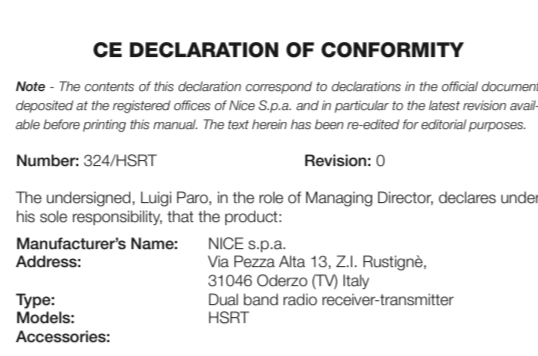 CE DECLARATION OF CONFORMITY
Note - The contents of this declaration correspond to declarations in the official document
deposited at the registered offices of Nice S.p.a. and in particular to the latest revision avail-
able before printing this manual. The text herein has been re-edited for editorial purposes.
Number: 324/HSRT Revision: 0
The undersigned, Luigi Paro, in the role of Managing Director, declares under
his sole responsibility, that the product:
Manufacturer's Name: NICE s.p.a.
Address: Via Pezza Alta 13, Z.I. Rustignè,
31046 Oderzo (TV) Italy
Type: Dual band radio receiver-transmitter
Models: HSRT
Accessories: